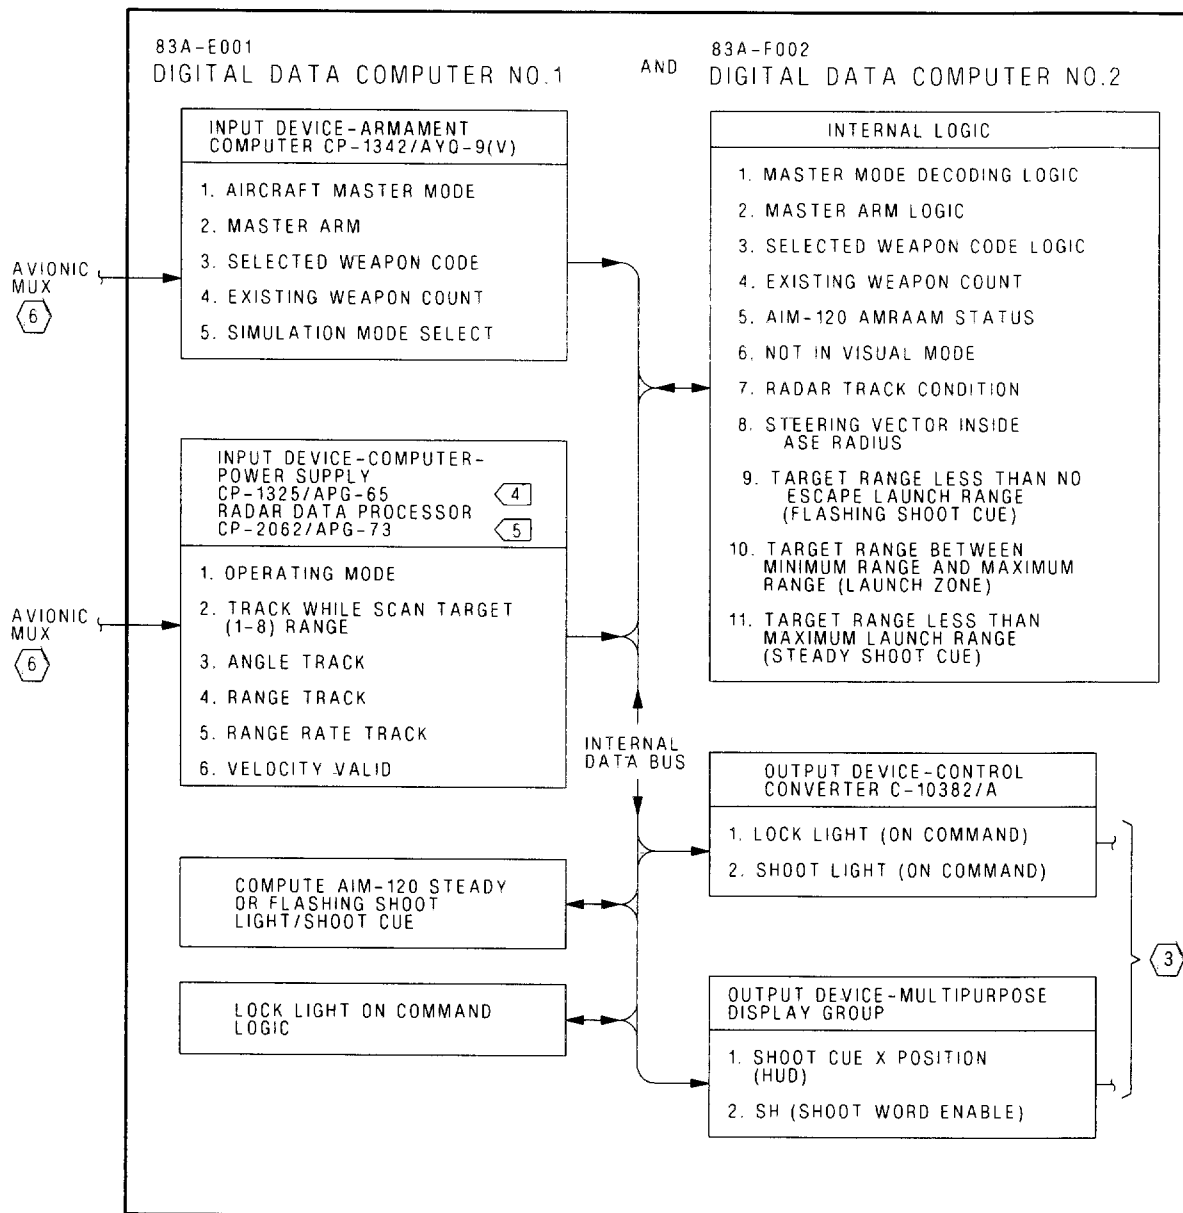 83A-E001
DIGITAL DATA COMPUTER NO.1
AND
83A-F002
DIGITAL DATA COMPUTER NO.2
INPUT DEVICE-ARMAMENT
COMPUTER CP-1342/AYQ-9(V)
1. AIRCRAFT MASTER MODE
2. MASTER ARM
3. SELECTED WEAPON CODE
4. EXISTING WEAPON COUNT
5. SIMULATION MODE SELECT
AVIONIC
MUX
6
INPUT DEVICE-COMPUTER-
POWER SUPPLY
CP-1325/APG-65
4
RADAR DATA PROCESSOR
CP-2062/APG-73
5
1. OPERATING MODE
2. TRACK WHILE SCAN TARGET
(1-8) RANGE
3. ANGLE TRACK
4. RANGE TRACK
5. RANGE RATE TRACK
6. VELOCITY VALID
AVIONIC
MUX
6
COMPUTE AIM-120 STEADY
OR FLASHING SHOOT
LIGHT/SHOOT CUE
LOCK LIGHT ON COMMAND
LOGIC
INTERNAL
DATA BUS
INTERNAL LOGIC
1. MASTER MODE DECODING LOGIC
2. MASTER ARM LOGIC
3. SELECTED WEAPON CODE LOGIC
4. EXISTING WEAPON COUNT
5. AIM-120 AMRAAM STATUS
6. NOT IN VISUAL MODE
7. RADAR TRACK CONDITION
8. STEERING VECTOR INSIDE
ASE RADIUS
9. TARGET RANGE LESS THAN NO
ESCAPE LAUNCH RANGE
(FLASHING SHOOT CUE)
10. TARGET RANGE BETWEEN
MINIMUM RANGE AND MAXIMUM
RANGE (LAUNCH ZONE)
11. TARGET RANGE LESS THAN
MAXIMUM LAUNCH RANGE
(STEADY SHOOT CUE)
OUTPUT DEVICE-CONTROL
CONVERTER C-10382/A
1. LOCK LIGHT (ON COMMAND)
2. SHOOT LIGHT (ON COMMAND)
3
OUTPUT DEVICE-MULTIPURPOSE
DISPLAY GROUP
1. SHOOT CUE X POSITION
(HUD)
2. SH (SHOOT WORD ENABLE)